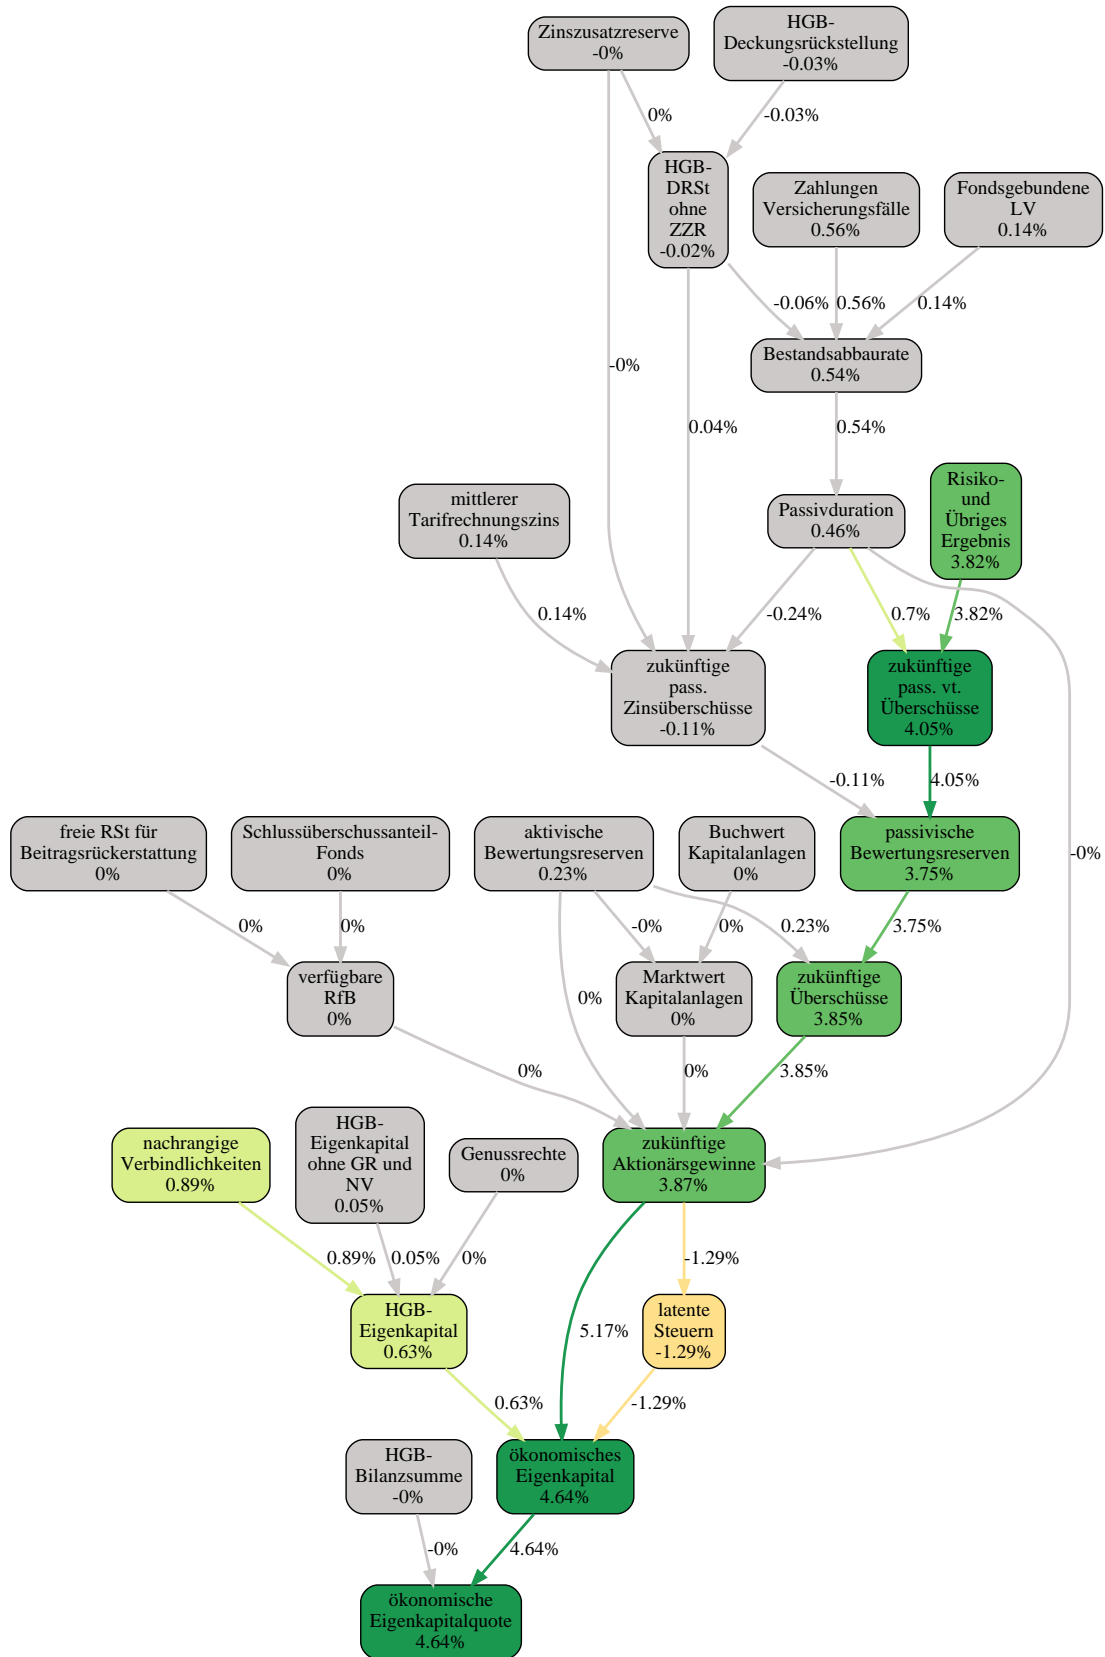 Zinszusatzreserve
-0%
HGB-
Deckungsrückstellung
-0.03%
0%
-0.03%
HGB-
DRSt
ohne
ZZR
-0.02%
Zahlungen
Versicherungsfälle
0.56%
Fondsgebundene
LV
0.14%
-0.06%
0.56%
0.14%
Bestandsabbaurate
0.54%
-0%
0.04%
0.54%
mittlerer
Tarifrechnungszins
0.14%
Passivduration
0.46%
Risiko-
und
Übriges
Ergebnis
3.82%
0.14%
-0.24%
0.7%
3.82%
zukünftige
pass.
Zinsüberschüsse
-0.11%
zukünftige
pass. vt.
Überschüsse
4.05%
-0.11%
4.05%
freie RSt für
Beitragsrückerstattung
0%
Schlussüberschussanteil-
Fonds
0%
aktivische
Bewertungsreserven
0.23%
Buchwert
Kapitalanlagen
0%
passivische
Bewertungsreserven
3.75%
-0%
0%
0%
-0%
0%
0.23%
3.75%
verfügbare
RfB
0%
0%
Marktwert
Kapitalanlagen
0%
zukünftige
Überschüsse
3.85%
0%
0%
3.85%
nachrangige
Verbindlichkeiten
0.89%
HGB-
Eigenkapital
ohne GR und
NV
0.05%
Genussrechte
0%
zukünftige
Aktionärsgewinne
3.87%
0.89%
0.05%
0%
-1.29%
HGB-
Eigenkapital
0.63%
5.17%
latente
Steuern
-1.29%
0.63%
-1.29%
HGB-
Bilanzsumme
-0%
ökonomisches
Eigenkapital
4.64%
-0%
4.64%
ökonomische
Eigenkapitalquote
4.64%